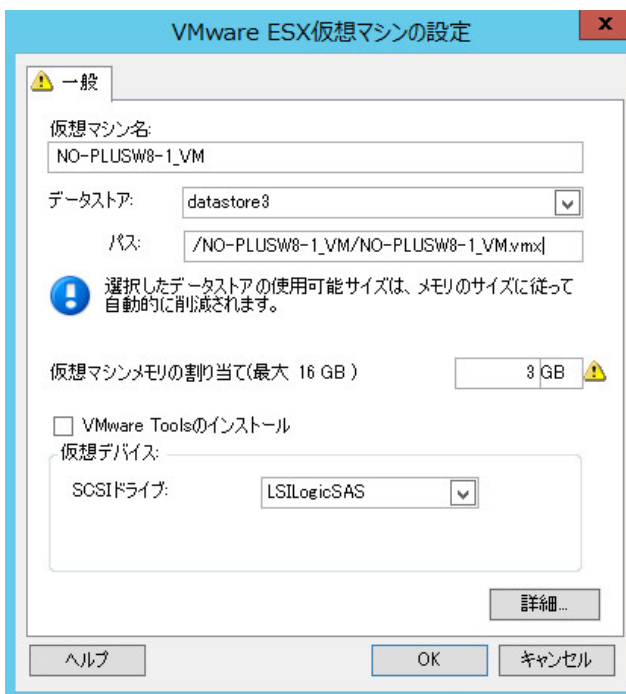 VMware ESX仮想マシンの設定
x
一般
仮想マシン名:
NO-PLUSW8-1_VM
データストア: datastore3
パス: /NO-PLUSW8-1_VM/NO-PLUSW8-1_VM.vmx
選択したデータストアの使用可能サイズは、メモリのサイズに従って
自動的に削減されます。
仮想マシンメモリの割り当て(最大 16 GB ) 3 GB
VMware Toolsのインストール
仮想デバイス:
SCSIドライブ: LSILogicSAS
詳細...
ヘルプ OK キャンセル